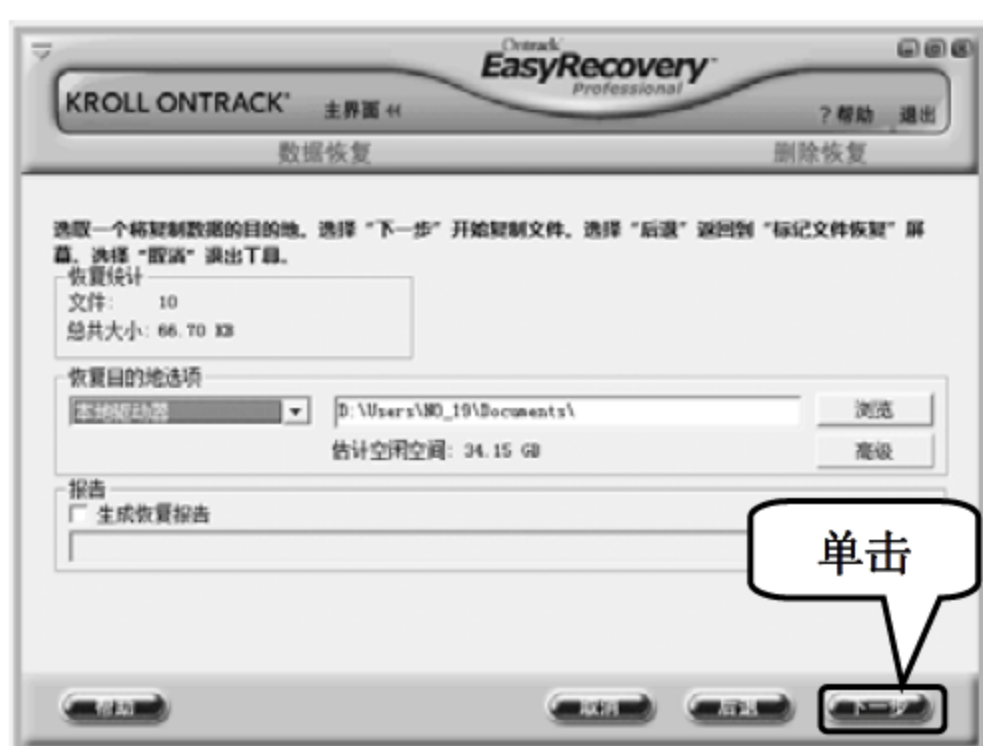 Ontrack
EasyRecovery
Professional
KROLL ONTRACK
主界面
? 帮助 退出
数据恢复 删除恢复
选取一个将复制数据的目的地。选择“下一步”开始复制文件。选择“后退”返回到“标记文件恢复”屏
幕。选择“取消”退出工具。
恢复统计
文件: 10
总共大小: 66.70 KB
恢复目的地选项
本地驱动器 D:\Users\NO_19\Documents\ 浏览
估计空闲空间: 34.15 GB 高级
报告
生成恢复报告
单击
帮助 取消 后退 下一步